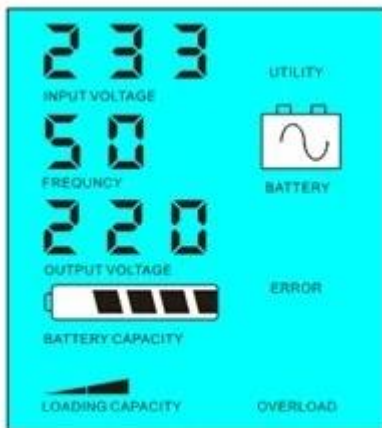 233
UTILITY
INPUT VOLTAGE
50
FREQUNCY
BATTERY
220
OUTPUT VOLTAGE
ERROR
BATTERY CAPACITY
LOADING CAPACITY
OVERLOAD